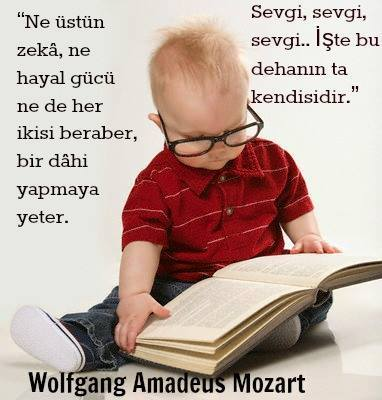 “Ne üstün
zekâ, ne
hayal gücü
ne de her
ikisi beraber,
bir dâhi
yapmaya
yeter.
Sevgi, sevgi,
sevgi.. İşte bu
dehanın ta
kendisidir.”
Wolfgang Amadeus Mozart